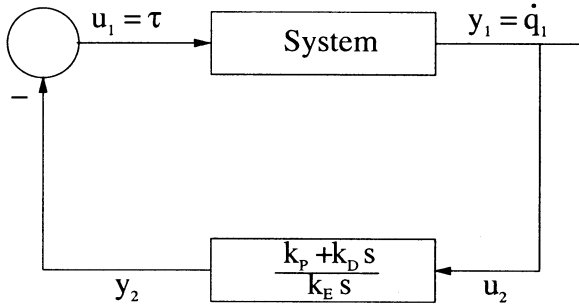 u₁ = τ
System
y₁ = q̇₁
−
k_P + k_D s
k_E s
y₂
u₂